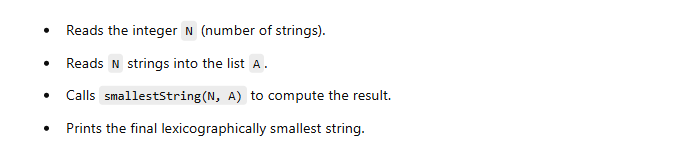 • Reads the integer N (number of strings).
• Reads N strings into the list A.
• Calls smallestString(N, A) to compute the result.
• Prints the final lexicographically smallest string.